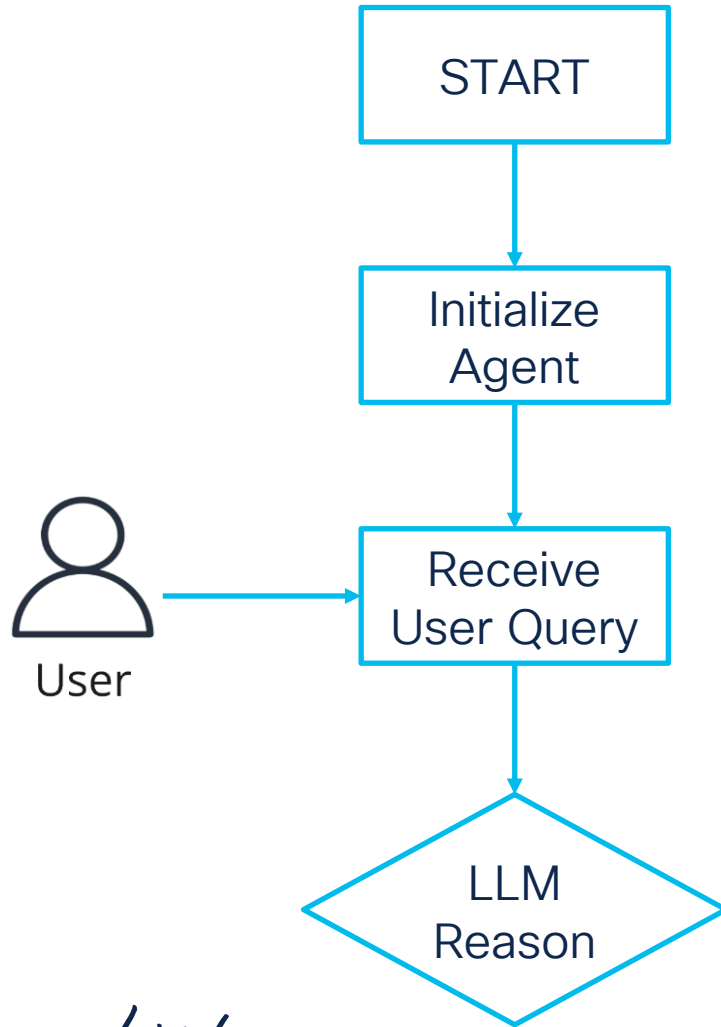 START
Initialize
Agent
Receive
User Query
User
LLM
Reason